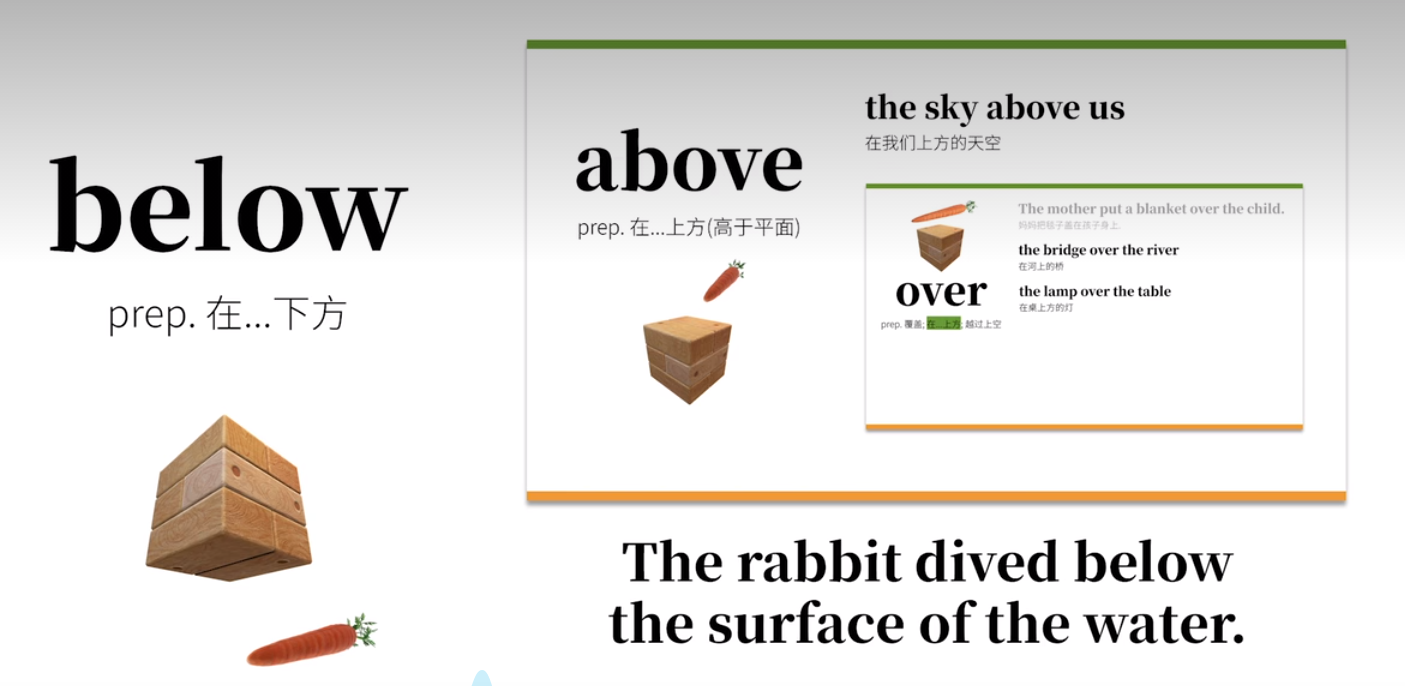 below
prep. 在...下方
above
prep. 在...上方(高于平面)
the sky above us
在我们上方的天空
over
prep. 覆盖; 在...上方; 越过上空
The mother put a blanket over the child.
妈妈把毯子盖在孩子身上.
the bridge over the river
在河上的桥
the lamp over the table
在桌上方的灯
The rabbit dived below
the surface of the water.